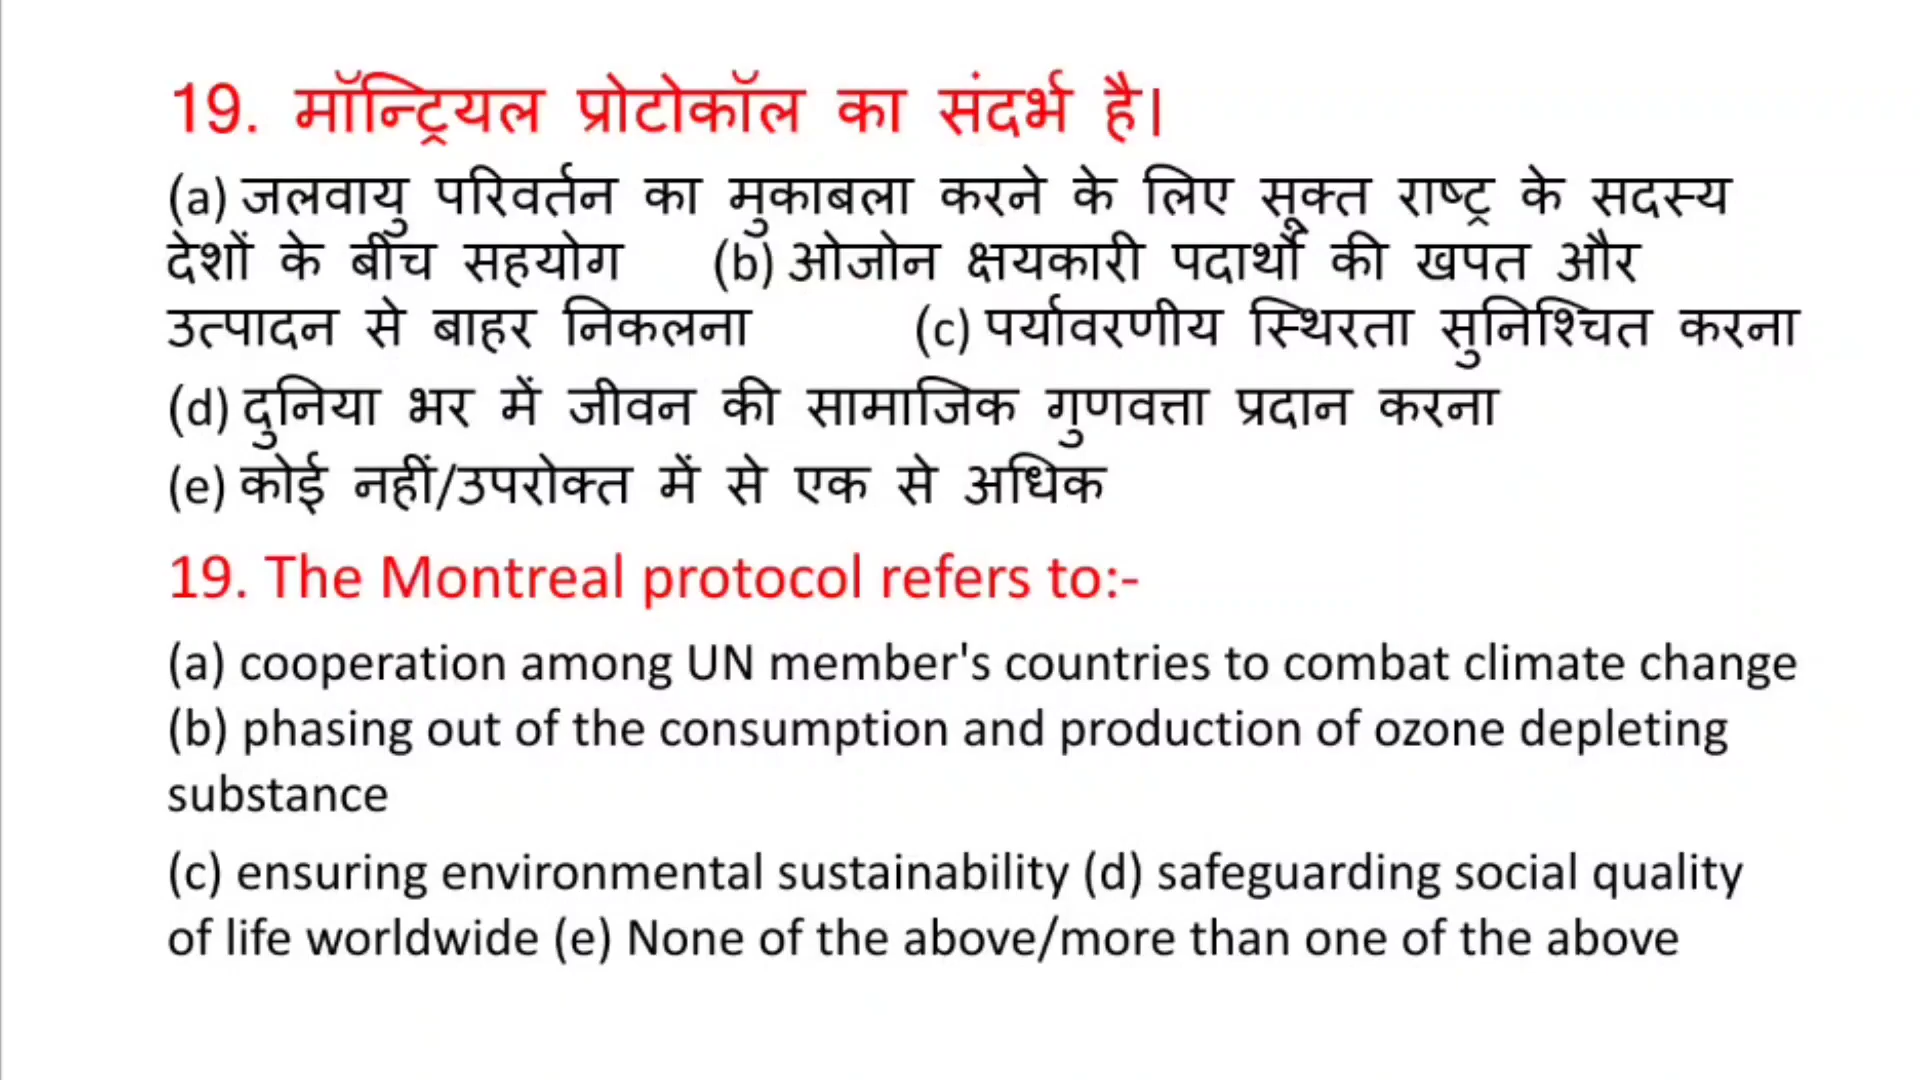 19. मॉन्ट्रियल प्रोटोकॉल का संदर्भ है।
(a) जलवायु परिवर्तन का मुकाबला करने के लिए सूक्त राष्ट्र के सदस्य
देशों के बीच सहयोग (b) ओजोन क्षयकारी पदार्थों की खपत और
उत्पादन से बाहर निकलना (c) पर्यावरणीय स्थिरता सुनिश्चित करना
(d) दुनिया भर में जीवन की सामाजिक गुणवत्ता प्रदान करना
(e) कोई नहीं/उपरोक्त में से एक से अधिक
19. The Montreal protocol refers to:-
(a) cooperation among UN member's countries to combat climate change
(b) phasing out of the consumption and production of ozone depleting
substance
(c) ensuring environmental sustainability (d) safeguarding social quality
of life worldwide (e) None of the above/more than one of the above